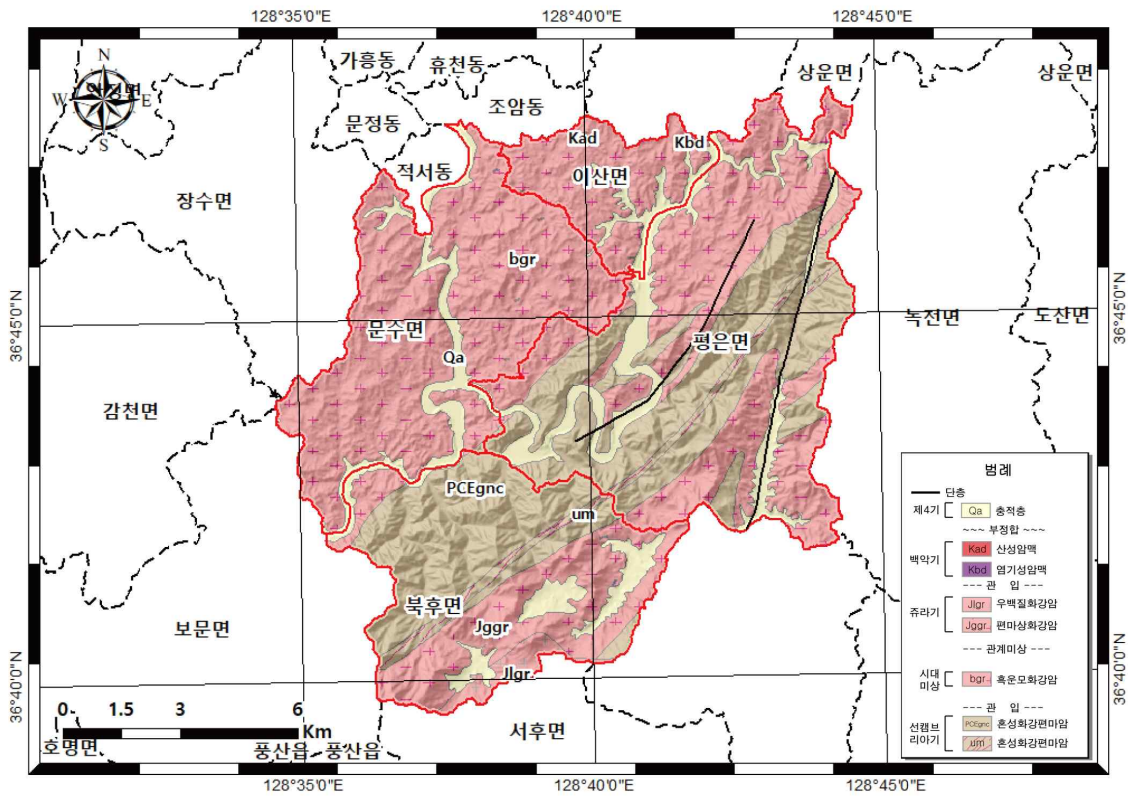 128°35'0"E 128°40'0"E 128°45'0"E
가흥동
휴천동
상운면
상운면
N
W E
S
조암동
문정동
Kad
Kbd
적서동
이산면
장수면
bgr
36°45'0"N
36°45'0"N
문수면
평은면
녹전면
도산면
Qa
감천면
범례
단층
PCEgnc
제4기 Qa 충적층
um
~~~ 부정합 ~~~
백악기 Kad 산성암맥
Kbd 염기성암맥
--- 관 입 ---
쥬라기 Jlgr 우백질화강암
Jggr 편마상화강암
--- 관계미상 ---
시대
미상 bgr 흑운모화강암
--- 관 입 ---
선캠브
리아기 PCEgnc 혼성화강편마암
um 혼성화강편마암
북후면
보문면
Jggr
Jlgr
36°40'0"N
36°40'0"N
0 1.5 3 6
Km
호명면
풍산읍 풍산읍
서후면
128°35'0"E 128°40'0"E 128°45'0"E